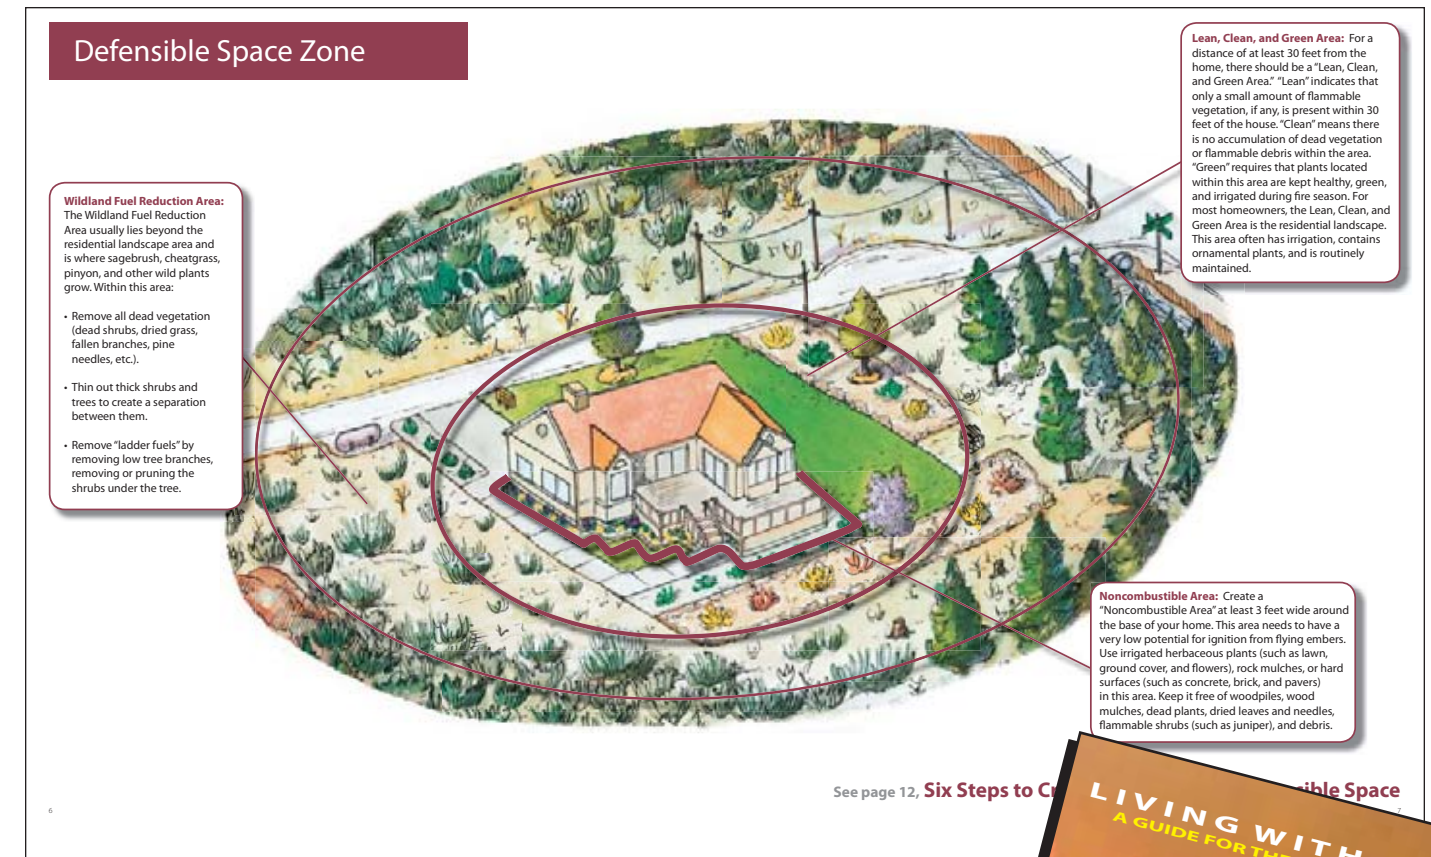 Defensible Space Zone
Lean, Clean, and Green Area: For a
distance of at least 30 feet from the
home, there should be a “Lean, Clean,
and Green Area.” “Lean” indicates that
only a small amount of flammable
vegetation, if any, is present within 30
feet of the house. “Clean” means there
is no accumulation of dead vegetation
or flammable debris within the area.
“Green” requires that plants located
within this area are kept healthy, green,
and irrigated during fire season. For
most homeowners, the Lean, Clean, and
Green Area is the residential landscape.
This area often has irrigation, contains
ornamental plants, and is routinely
maintained.
Wildland Fuel Reduction Area:
The Wildland Fuel Reduction
Area usually lies beyond the
residential landscape area and
is where sagebrush, cheatgrass,
pinyon, and other wild plants
grow. Within this area:
• Remove all dead vegetation
(dead shrubs, dried grass,
fallen branches, pine
needles, etc.).
• Thin out thick shrubs and
trees to create a separation
between them.
• Remove “ladder fuels” by
removing low tree branches,
removing or pruning the
shrubs under the tree.
Noncombustible Area: Create a
“Noncombustible Area” at least 3 feet wide around
the base of your home. This area needs to have a
very low potential for ignition from flying embers.
Use irrigated herbaceous plants (such as lawn,
ground cover, and flowers), rock mulches, or hard
surfaces (such as concrete, brick, and pavers)
in this area. Keep it free of woodpiles, wood
mulches, dead plants, dried leaves and needles,
flammable shrubs (such as juniper), and debris.
See page 12, Six Steps to Cr sible Space
6
7
LIVING WITH
A GUIDE FOR THE